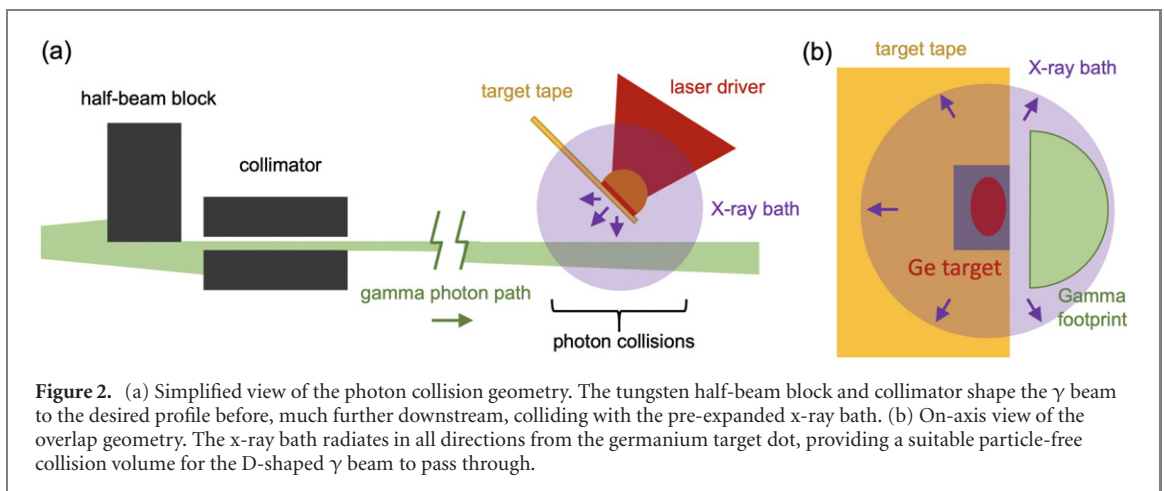 (a)
half-beam block
collimator
target tape
laser driver
X-ray bath
gamma photon path
photon collisions
(b)
target tape
X-ray bath
Ge target
Gamma
footprint
Figure 2. (a) Simplified view of the photon collision geometry. The tungsten half-beam block and collimator shape the γ beam
to the desired profile before, much further downstream, colliding with the pre-expanded x-ray bath. (b) On-axis view of the
overlap geometry. The x-ray bath radiates in all directions from the germanium target dot, providing a suitable particle-free
collision volume for the D-shaped γ beam to pass through.